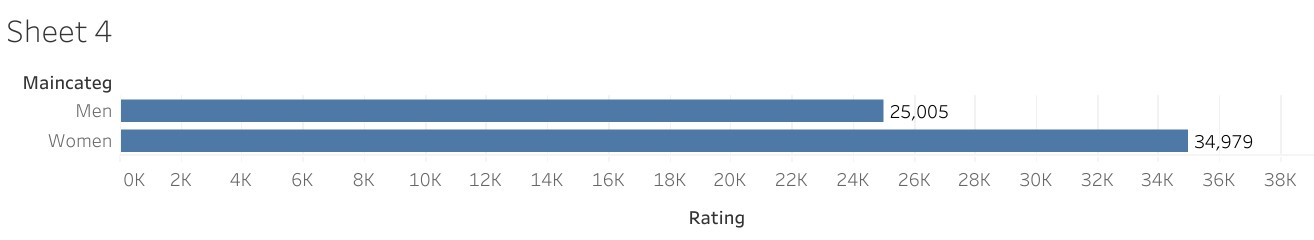 Sheet 4
Maincateg
Men 25,005
Women 34,979
0K 2K 4K 6K 8K 10K 12K 14K 16K 18K 20K 22K 24K 26K 28K 30K 32K 34K 36K 38K
Rating